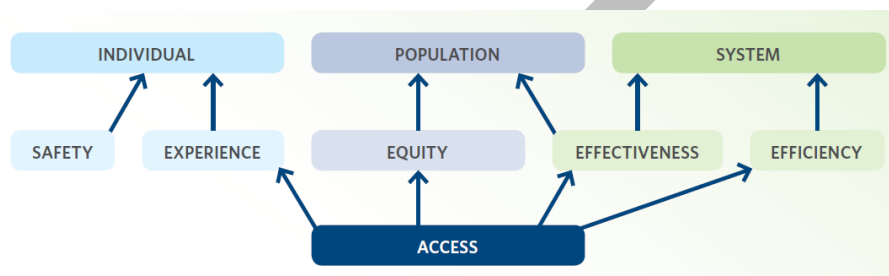 INDIVIDUAL POPULATION SYSTEM
SAFETY EXPERIENCE EQUITY EFFECTIVENESS EFFICIENCY
ACCESS